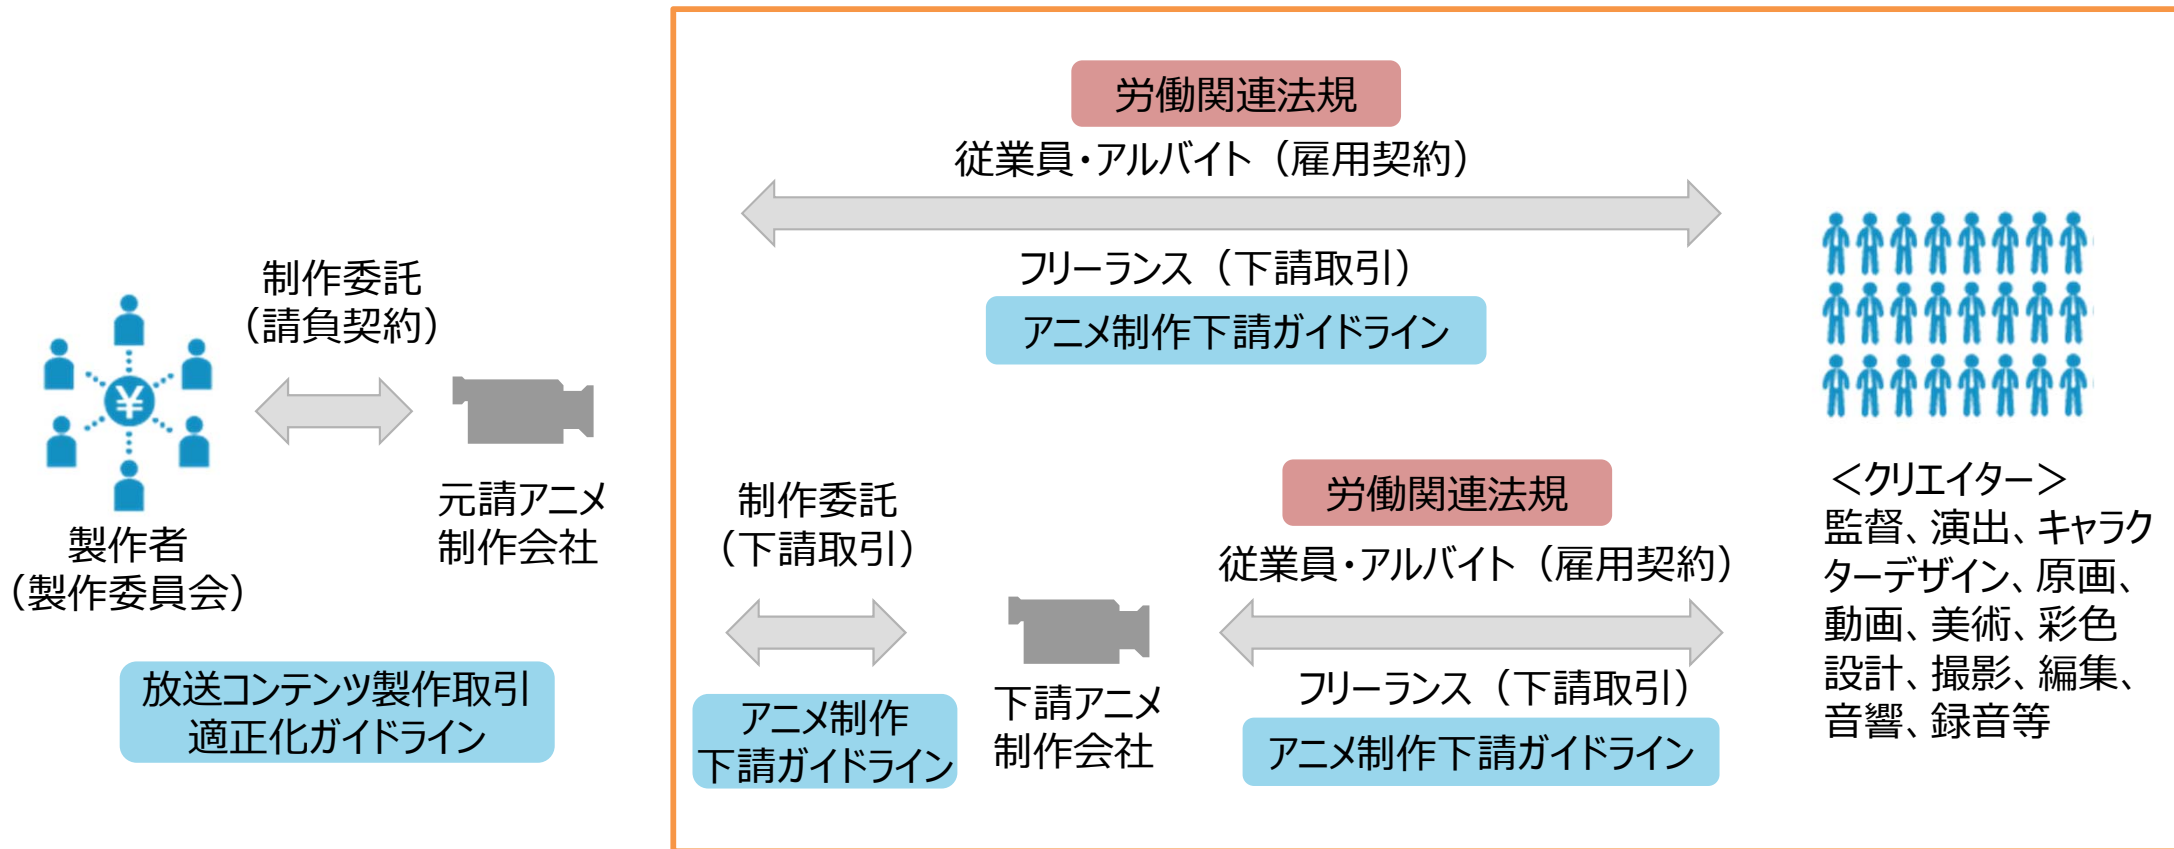 労働関連法規
従業員・アルバイト（雇用契約）
フリーランス（下請取引）
アニメ制作下請ガイドライン
制作委託
（請負契約）
¥
製作者
（製作委員会）
元請アニメ
制作会社
放送コンテンツ製作取引
適正化ガイドライン
制作委託
（下請取引）
アニメ制作
下請ガイドライン
下請アニメ
制作会社
労働関連法規
従業員・アルバイト（雇用契約）
フリーランス（下請取引）
アニメ制作下請ガイドライン
＜クリエイター＞
監督、演出、キャラク
ターデザイン、原画、
動画、美術、彩色
設計、撮影、編集、
音響、録音等